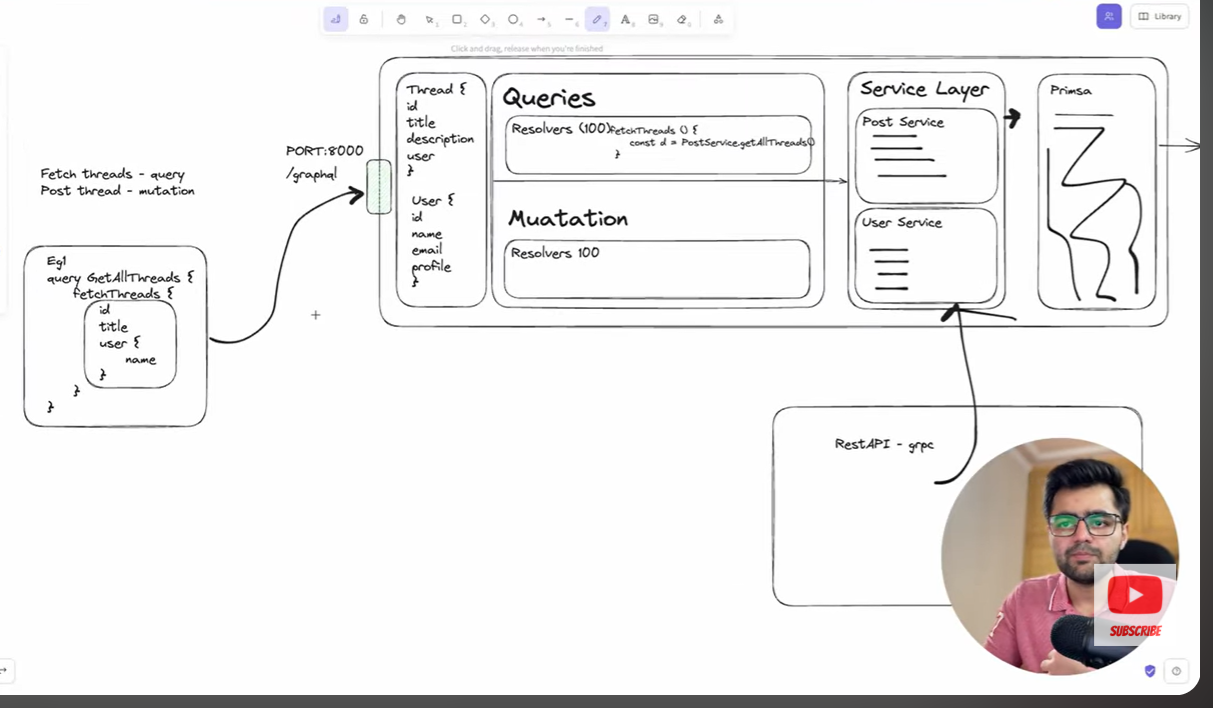 Library
Click and drag, release when you're finished
Fetch threads - query
Post thread - mutation
PORT:8000
/graphql
Eg1
query GetAllThreads {
fetchThreads {
id
title
user {
name
}
}
}
Thread {
id
title
description
user
}
User {
id
name
email
profile
}
Queries
Resolvers (100)
fetchThreads () {
const d = PostService.getAllThreads()
}
Muatation
Resolvers 100
Service Layer
Post Service
User Service
Primsa
RestAPI - grpc
SUBSCRIBE